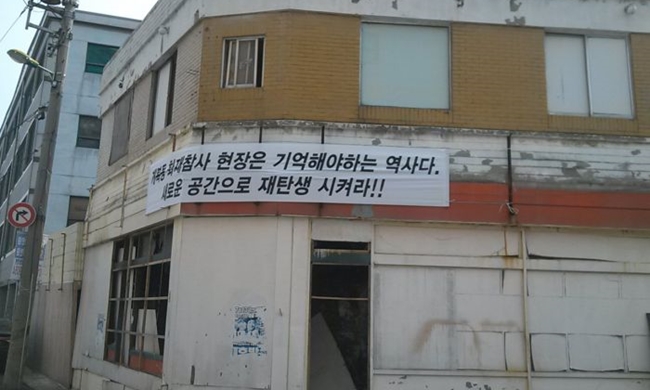 개복동 화재참사 현장은 기억해야하는 역사다.
새로운 공간으로 재탄생 시켜라!!